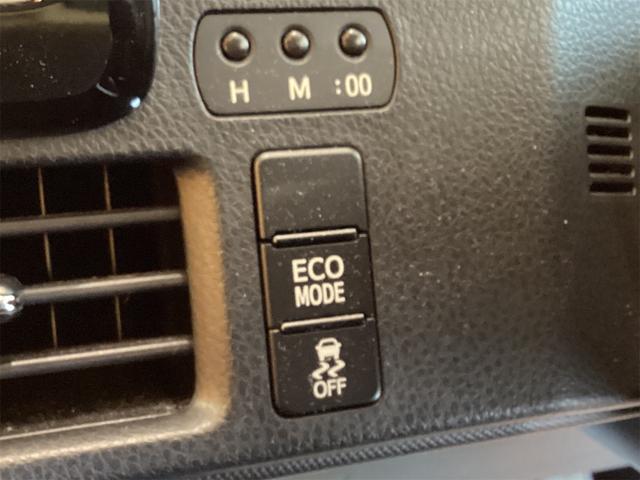 H M :00
ECO
MODE
OFF